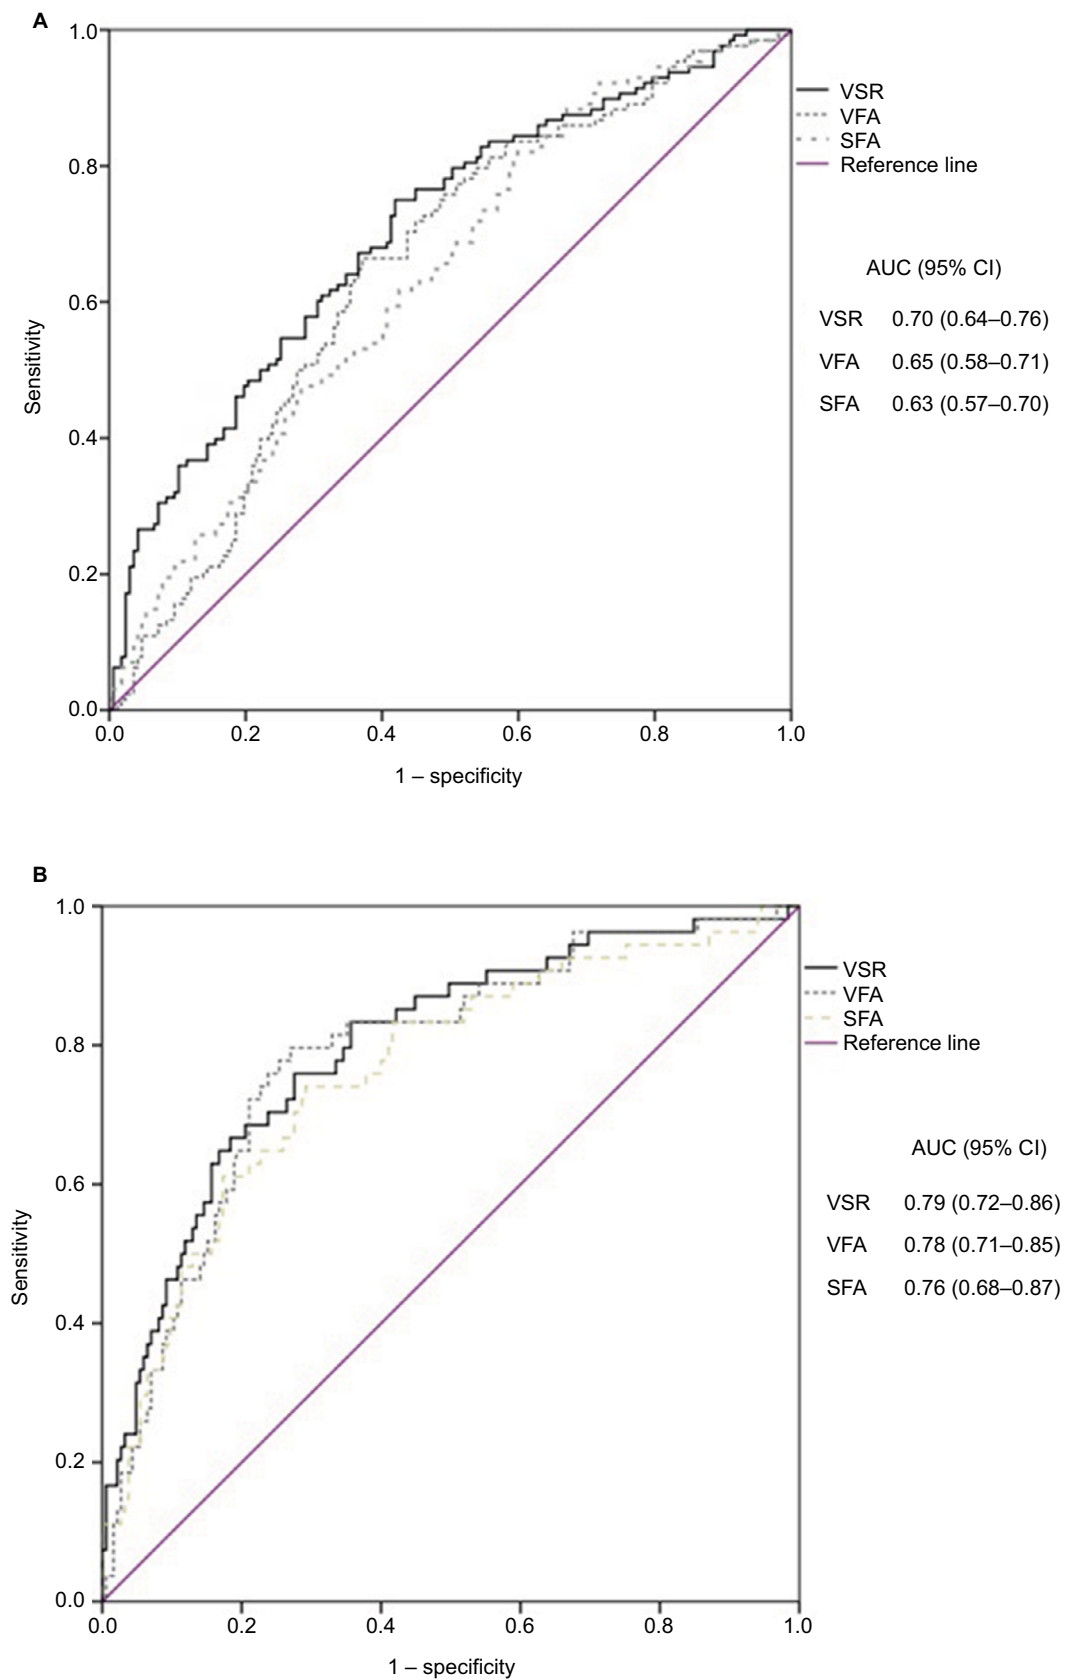 A
1.0
0.8
0.6
0.4
0.2
0.0
Sensitivity
0.0 0.2 0.4 0.6 0.8 1.0
1 – specificity
VSR
VFA
SFA
Reference line
AUC (95% CI)
VSR 0.70 (0.64–0.76)
VFA 0.65 (0.58–0.71)
SFA 0.63 (0.57–0.70)
B
1.0
0.8
0.6
0.4
0.2
0.0
Sensitivity
0.0 0.2 0.4 0.6 0.8 1.0
1 – specificity
VSR
VFA
SFA
Reference line
AUC (95% CI)
VSR 0.79 (0.72–0.86)
VFA 0.78 (0.71–0.85)
SFA 0.76 (0.68–0.87)